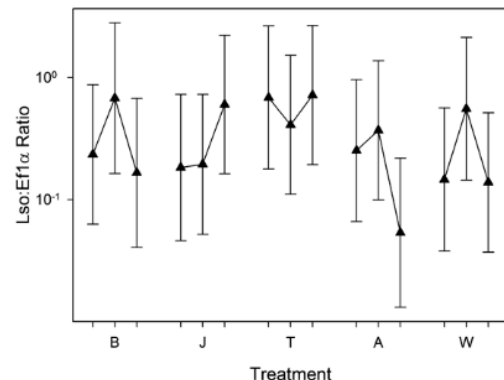 Lso:Ef1α Ratio
10⁰
10⁻¹
B J T A W
Treatment